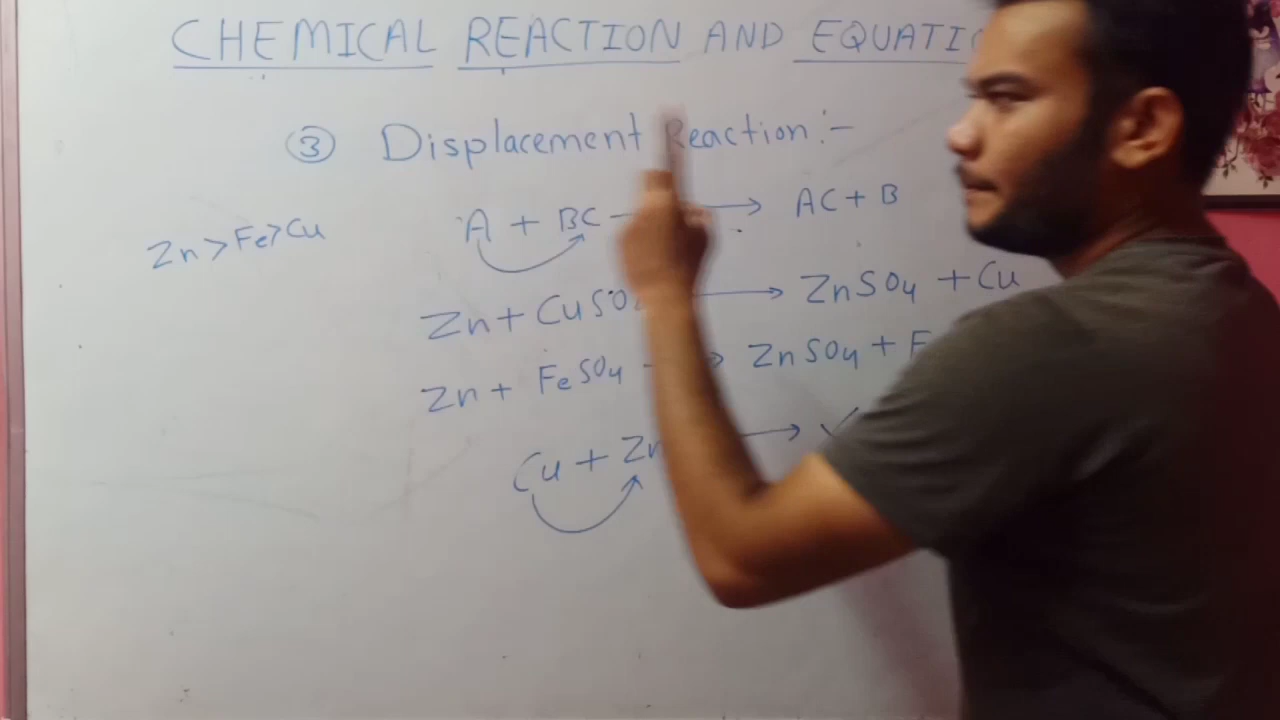 CHEMICAL REACTION AND EQUATIO
③ Displacement Reaction :-
A + BC → AC + B
Zn > Fe > Cu
Zn + CuSO → ZnSO4 + Cu
Zn + FeSO4 → ZnSO4 + F
Cu + Zn → ✓